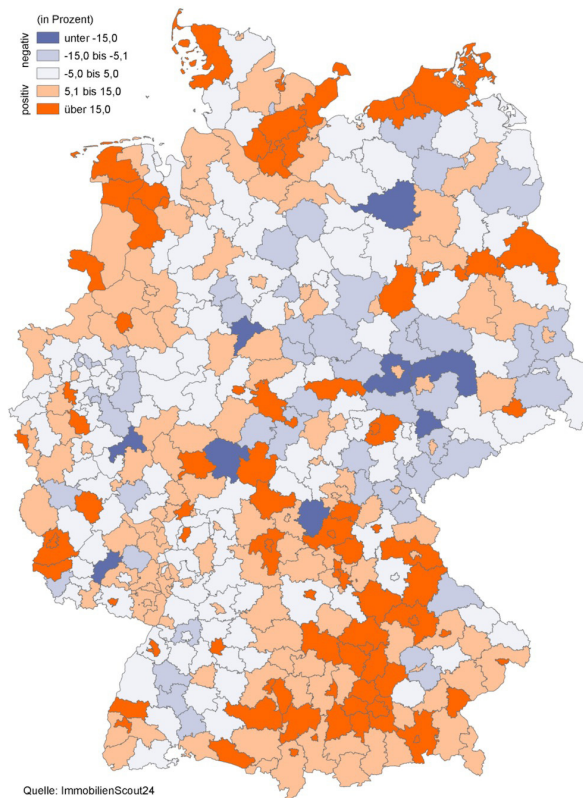 (in Prozent)
negativ
unter -15,0
-15,0 bis -5,1
-5,0 bis 5,0
positiv
5,1 bis 15,0
über 15,0
Quelle: ImmobilienScout24